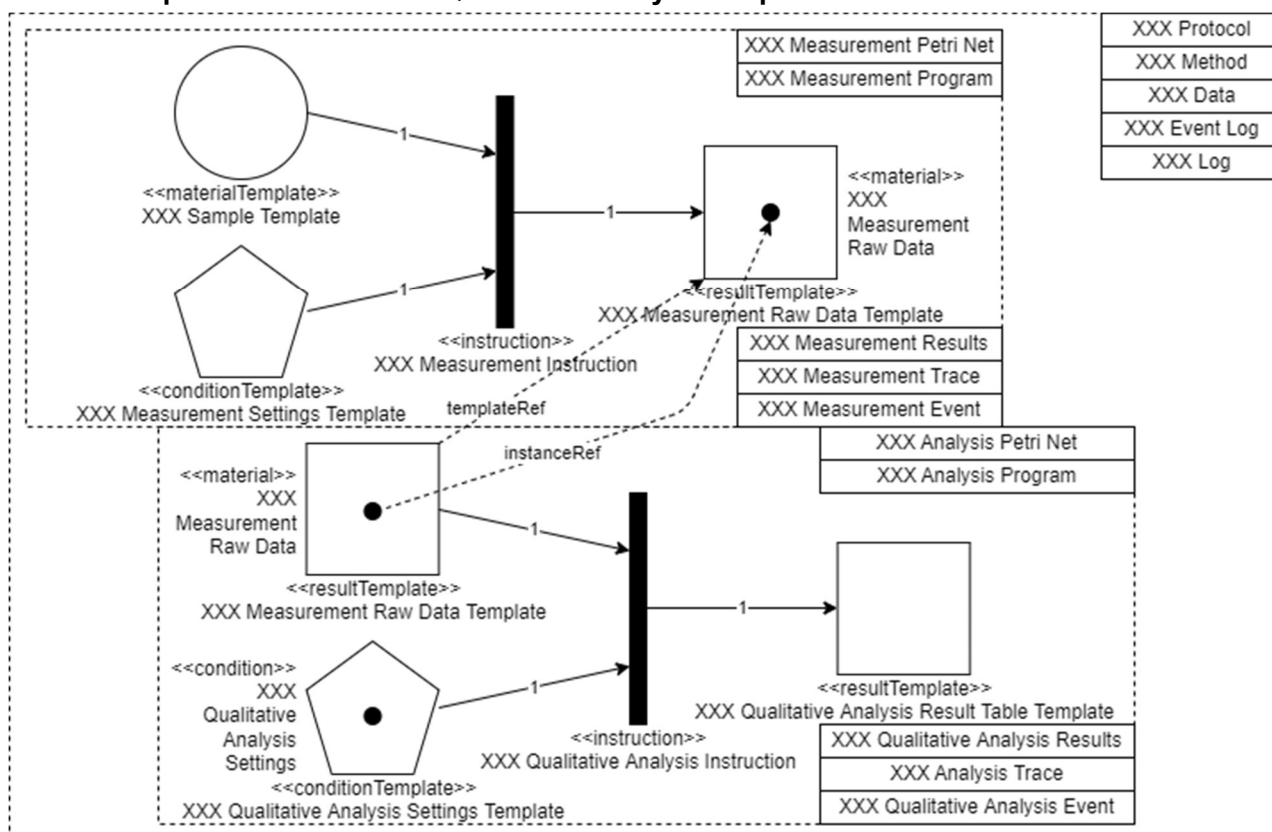 XXX Protocol
XXX Method
XXX Data
XXX Event Log
XXX Log
XXX Measurement Petri Net
XXX Measurement Program
1
<<materialTemplate>>
XXX Sample Template
1
<<conditionTemplate>>
XXX Measurement Settings Template
<<instruction>>
XXX Measurement Instruction
1
<<material>>
XXX
Measurement
Raw Data
<<resultTemplate>>
XXX Measurement Raw Data Template
XXX Measurement Results
XXX Measurement Trace
XXX Measurement Event
templateRef
instanceRef
XXX Analysis Petri Net
XXX Analysis Program
<<material>>
XXX
Measurement
Raw Data
1
<<resultTemplate>>
XXX Measurement Raw Data Template
<<condition>>
XXX
Qualitative
Analysis
Settings
1
<<conditionTemplate>>
XXX Qualitative Analysis Settings Template
<<instruction>>
XXX Qualitative Analysis Instruction
1
<<resultTemplate>>
XXX Qualitative Analysis Result Table Template
XXX Qualitative Analysis Results
XXX Analysis Trace
XXX Qualitative Analysis Event